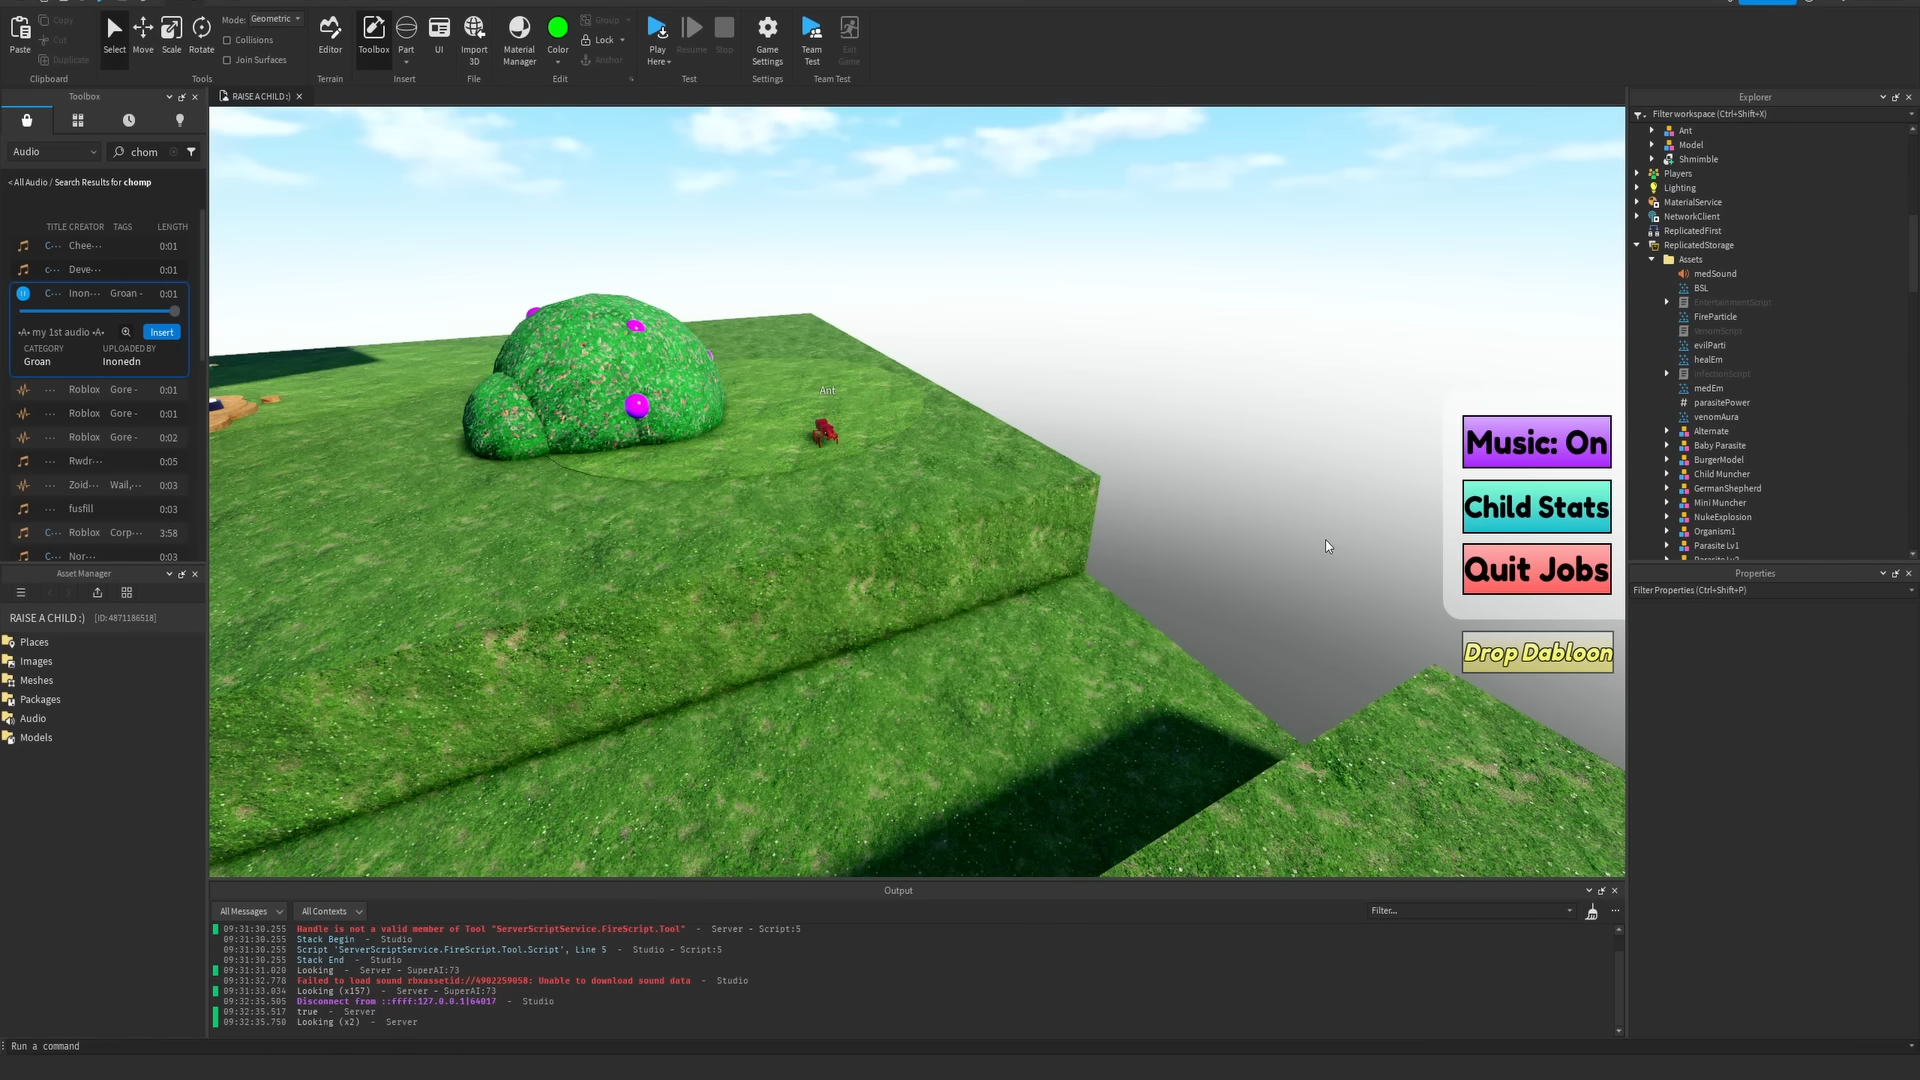 Paste
Copy
Cut
Duplicate
Clipboard
Select
Move
Scale
Rotate
Mode: Geometric
Collisions
Join Surfaces
Tools
Editor
Terrain
Toolbox
Part
UI
Insert
Import
3D
File
Material
Manager
Color
Group
Lock
Anchor
Edit
Play
Here
Resume
Stop
Test
Game
Settings
Settings
Team
Test
Exit
Game
Team Test
Toolbox
Audio
chom
< All Audio / Search Results for chomp
TITLE CREATOR TAGS LENGTH
C··· Chee··· 0:01
c··· Deve··· 0:01
C··· Inon··· Groan - 0:01
•A• my 1st audio •A• Insert
CATEGORY UPLOADED BY
Groan Inonedn
··· Roblox Gore - 0:01
··· Roblox Gore - 0:01
··· Roblox Gore - 0:02
··· Rwdr··· 0:05
··· Zoid··· Wail,··· 0:03
··· fusfill 0:03
C··· Roblox Corp··· 3:58
C··· Nor··· 0:03
Asset Manager
RAISE A CHILD :) [ID:4871186518]
Places
Images
Meshes
Packages
Audio
Models
RAISE A CHILD :)
Ant
Music: On
Child Stats
Quit Jobs
Drop Dabloon
Output
All Messages
All Contexts
Filter...
09:31:30.255 Handle is not a valid member of Tool "ServerScriptService.FireScript.Tool" - Server - Script:5
09:31:30.255 Stack Begin - Studio
09:31:30.255 Script 'ServerScriptService.FireScript.Tool.Script', Line 5 - Studio - Script:5
09:31:30.255 Stack End - Studio
09:31:31.020 Looking - Server - SuperAI:73
09:31:32.778 Failed to load sound rbxassetid://4902259058: Unable to download sound data - Studio
09:31:33.034 Looking (x157) - Server - SuperAI:73
09:32:35.505 Disconnect from ::ffff:127.0.0.1|64017 - Studio
09:32:35.517 true - Server
09:32:35.750 Looking (x2) - Server
Run a command
Explorer
Filter workspace (Ctrl+Shift+X)
Ant
Model
Shmimble
Players
Lighting
MaterialService
NetworkClient
ReplicatedFirst
ReplicatedStorage
Assets
medSound
BSL
EntertainmentScript
FireParticle
VenomScript
evilParti
healEm
InfectionScript
medEm
parasitePower
venomAura
Alternate
Baby Parasite
BurgerModel
Child Muncher
GermanShepherd
Mini Muncher
NukeExplosion
Organism1
Parasite Lv1
Properties
Filter Properties (Ctrl+Shift+P)